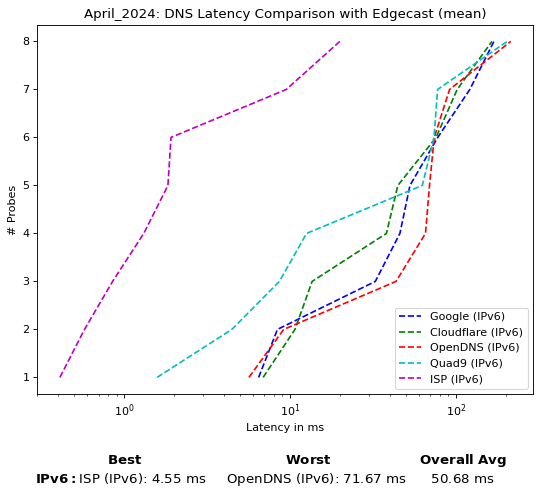 April_2024: DNS Latency Comparison with Edgecast (mean)
8
7
6
5
4
3
2
1
# Probes
10⁰ 10¹ 10²
Latency in ms
Google (IPv6)
Cloudflare (IPv6)
OpenDNS (IPv6)
Quad9 (IPv6)
ISP (IPv6)
Best Worst Overall Avg
IPv6: ISP (IPv6): 4.55 ms OpenDNS (IPv6): 71.67 ms 50.68 ms